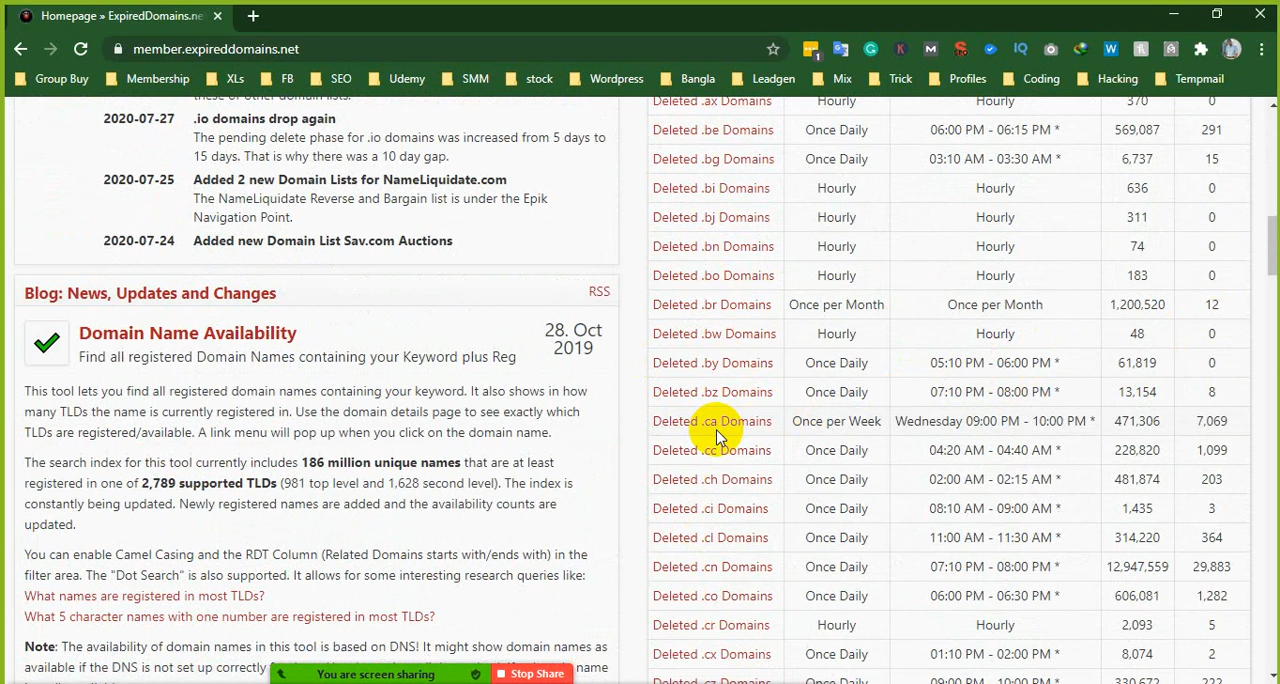 Homepage » ExpiredDomains.ne
member.expireddomains.net
1
K
M
IQ
W
Group Buy
Membership
XLs
FB
SEO
Udemy
SMM
stock
Wordpress
Bangla
Leadgen
Mix
Trick
Profiles
Coding
Hacking
Tempmail
these or other domain lists.
2020-07-27 .io domains drop again
The pending delete phase for .io domains was increased from 5 days to
15 days. That is why there was a 10 day gap.
2020-07-25 Added 2 new Domain Lists for NameLiquidate.com
The NameLiquidate Reverse and Bargain list is under the Epik
Navigation Point.
2020-07-24 Added new Domain List Sav.com Auctions
Blog: News, Updates and Changes RSS
Domain Name Availability
28. Oct
2019
Find all registered Domain Names containing your Keyword plus Reg
This tool lets you find all registered domain names containing your keyword. It also shows in how
many TLDs the name is currently registered in. Use the domain details page to see exactly which
TLDs are registered/available. A link menu will pop up when you click on the domain name.
The search index for this tool currently includes 186 million unique names that are at least
registered in one of 2,789 supported TLDs (981 top level and 1,628 second level). The index is
constantly being updated. Newly registered names are added and the availability counts are
updated.
You can enable Camel Casing and the RDT Column (Related Domains starts with/ends with) in the
filter area. The "Dot Search" is also supported. It allows for some interesting research queries like:
What names are registered in most TLDs?
What 5 character names with one number are registered in most TLDs?
Note: The availability of domain names in this tool is based on DNS! It might show domain names as
available if the DNS is not set up correctly
name
Deleted .ax Domains Hourly Hourly 370 0
Deleted .be Domains Once Daily 06:00 PM - 06:15 PM * 569,087 291
Deleted .bg Domains Once Daily 03:10 AM - 03:30 AM * 6,737 15
Deleted .bi Domains Hourly Hourly 636 0
Deleted .bj Domains Hourly Hourly 311 0
Deleted .bn Domains Hourly Hourly 74 0
Deleted .bo Domains Hourly Hourly 183 0
Deleted .br Domains Once per Month Once per Month 1,200,520 12
Deleted .bw Domains Hourly Hourly 48 0
Deleted .by Domains Once Daily 05:10 PM - 06:00 PM * 61,819 0
Deleted .bz Domains Once Daily 07:10 PM - 08:00 PM * 13,154 8
Deleted .ca Domains Once per Week Wednesday 09:00 PM - 10:00 PM * 471,306 7,069
Deleted .cc Domains Once Daily 04:20 AM - 04:40 AM * 228,820 1,099
Deleted .ch Domains Once Daily 02:00 AM - 02:15 AM * 481,874 203
Deleted .ci Domains Once Daily 08:10 AM - 09:00 AM * 1,435 3
Deleted .cl Domains Once Daily 11:00 AM - 11:30 AM * 314,220 364
Deleted .cn Domains Once Daily 07:10 PM - 08:00 PM * 12,947,559 29,883
Deleted .co Domains Once Daily 06:00 PM - 06:30 PM * 606,081 1,282
Deleted .cr Domains Hourly Hourly 2,093 5
Deleted .cx Domains Once Daily 01:10 PM - 02:00 PM * 8,074 2
Deleted .cz Domains Once Daily 09:00 PM - 10:00 PM * 330,672 222
You are screen sharing Stop Share